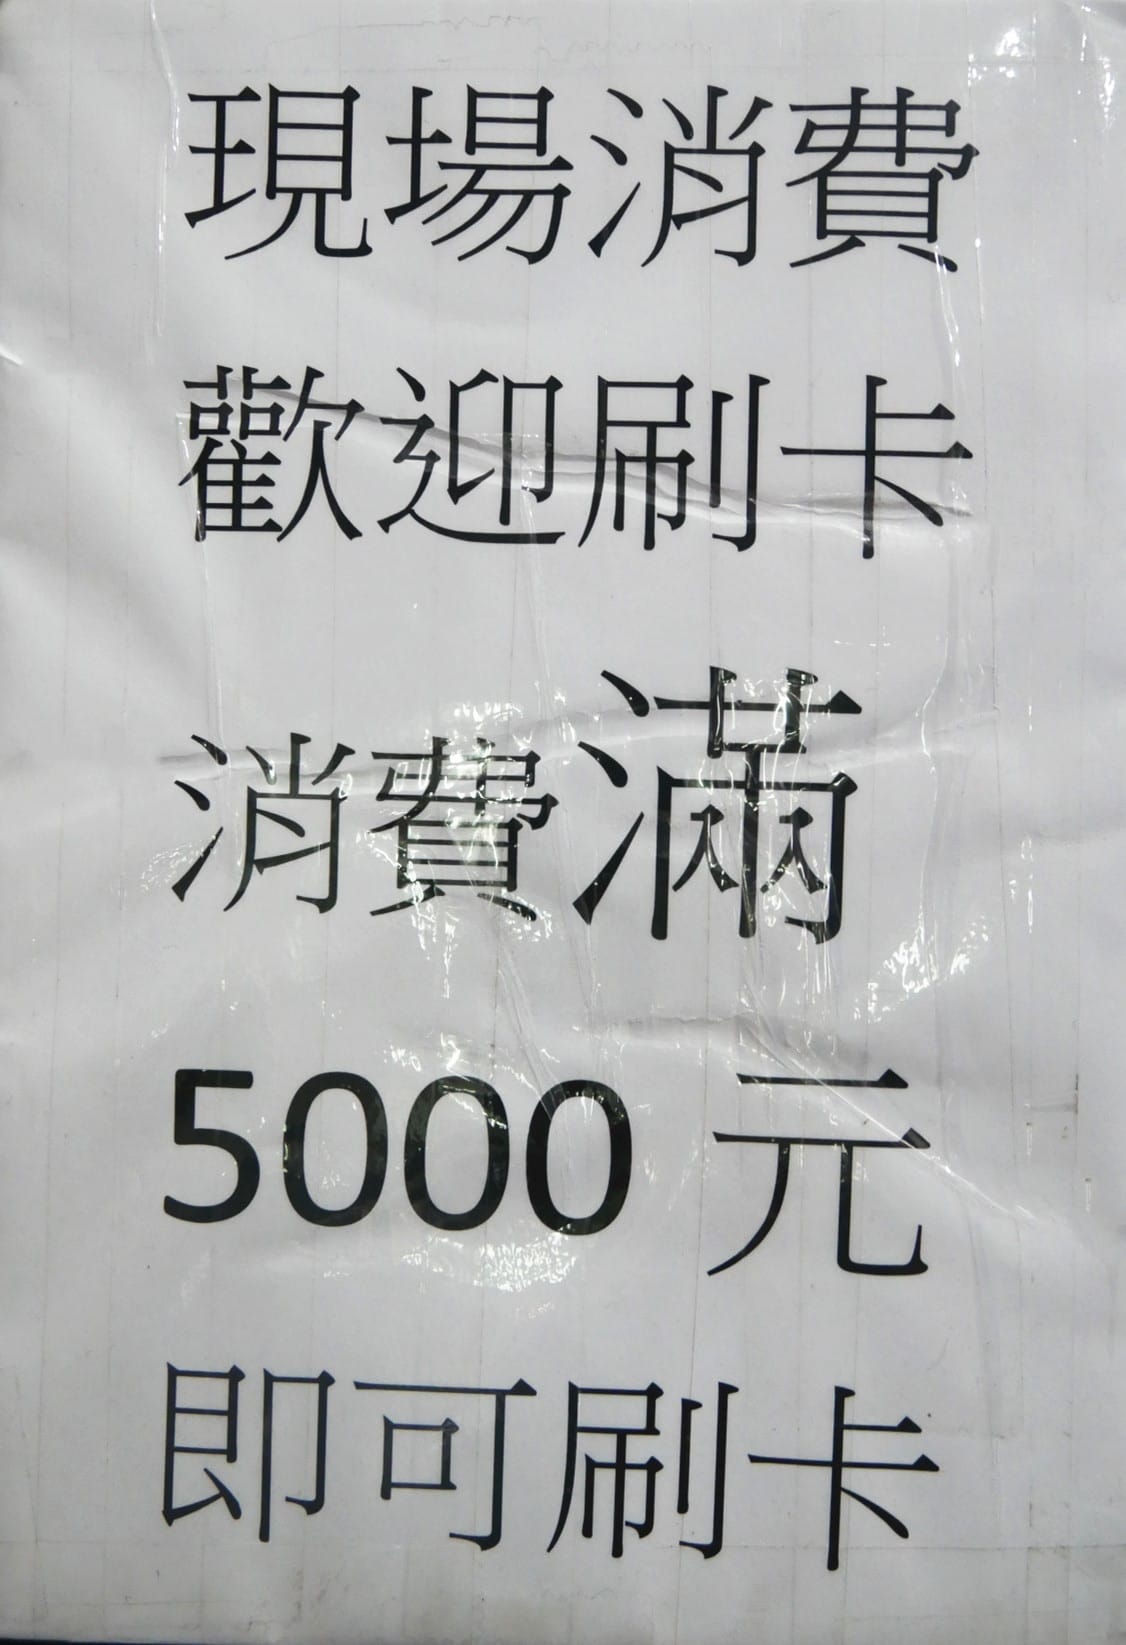 現場消費
歡迎刷卡
消費滿
5000 元
即可刷卡